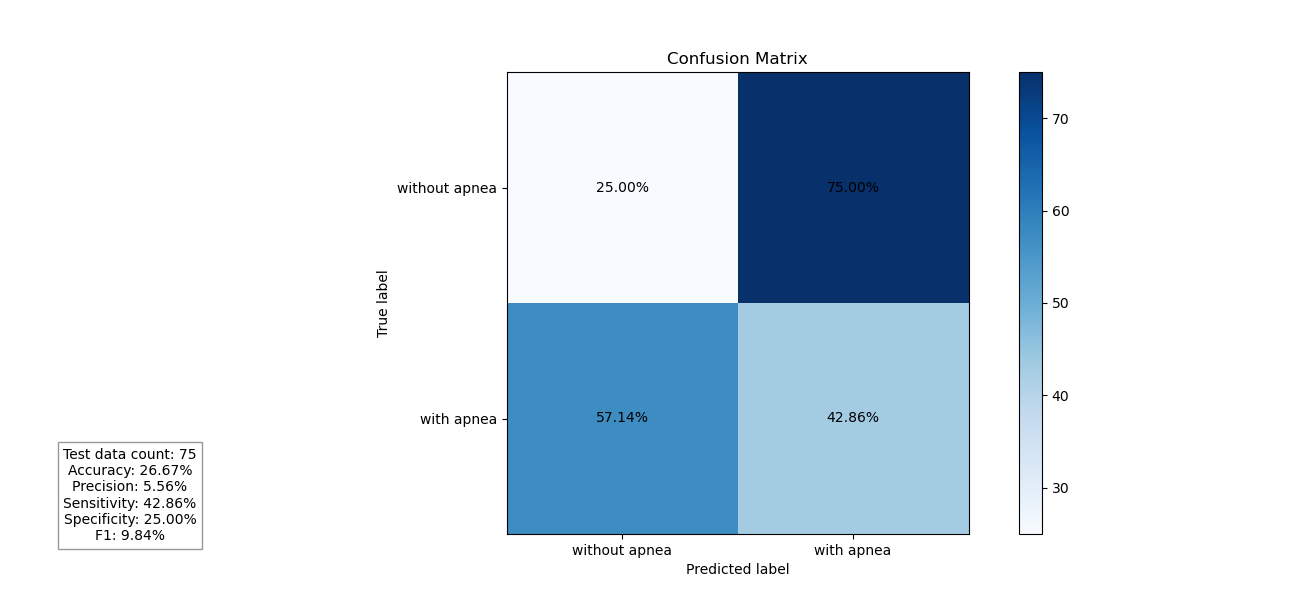 Confusion Matrix
without apnea
25.00%
75.00%
70
60
50
40
30
True label
with apnea
57.14%
42.86%
without apnea
with apnea
Predicted label
Test data count: 75
Accuracy: 26.67%
Precision: 5.56%
Sensitivity: 42.86%
Specificity: 25.00%
F1: 9.84%